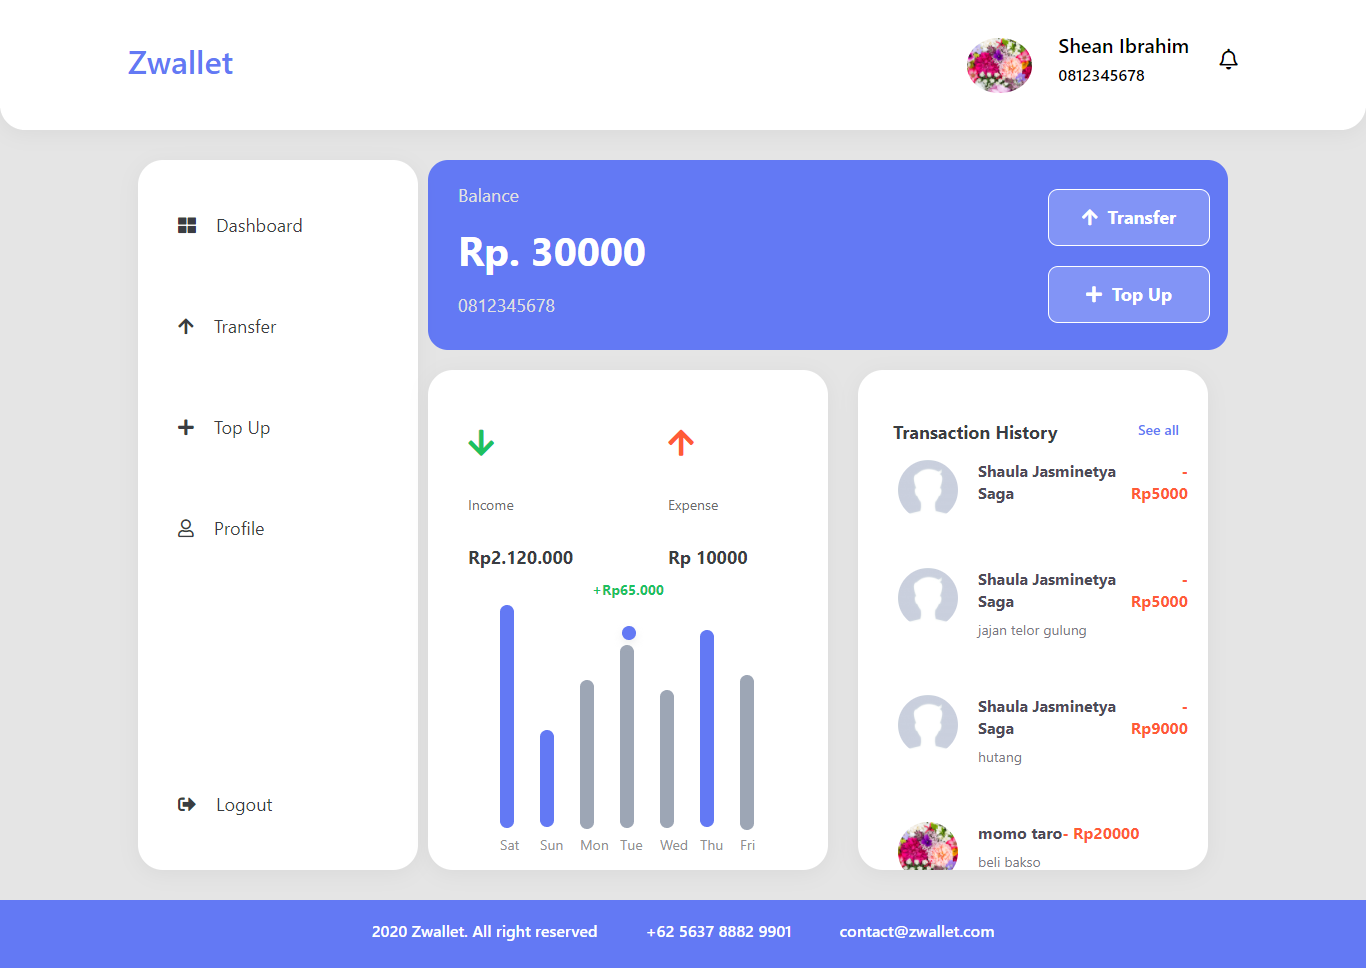 Zwallet
Shean Ibrahim
0812345678
Dashboard
Transfer
Top Up
Profile
Logout
Balance
Rp. 30000
0812345678
Transfer
Top Up
Income
Rp2.120.000
Expense
Rp 10000
+Rp65.000
Sat Sun Mon Tue Wed Thu Fri
Transaction History
See all
Shaula Jasminetya
Saga
-
Rp5000
Shaula Jasminetya
Saga
-
Rp5000
jajan telor gulung
Shaula Jasminetya
Saga
-
Rp9000
hutang
momo taro- Rp20000
beli bakso
2020 Zwallet. All right reserved
+62 5637 8882 9901
contact@zwallet.com